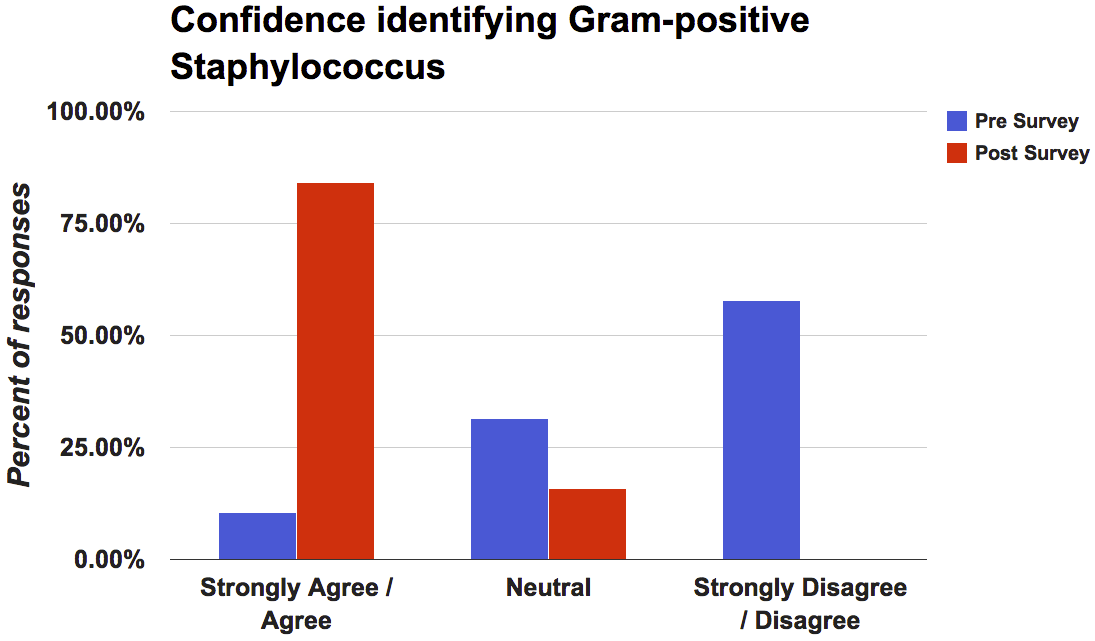 Confidence identifying Gram-positive
Staphylococcus
100.00%
75.00%
50.00%
25.00%
0.00%
Percent of responses
Pre Survey
Post Survey
Strongly Agree /
Agree
Neutral
Strongly Disagree
/ Disagree